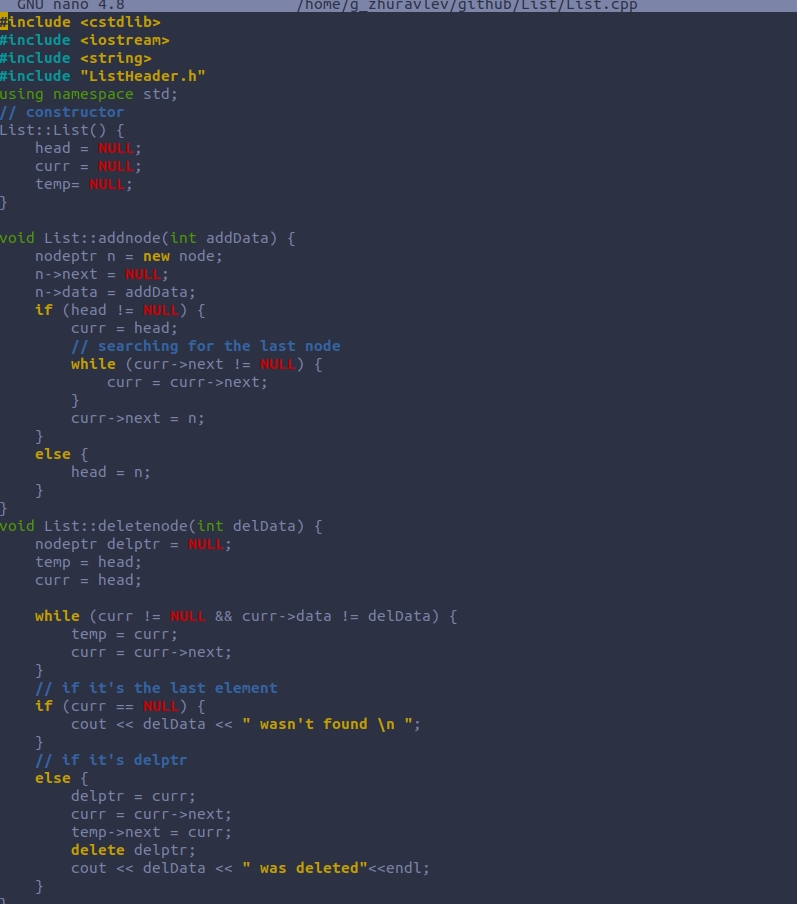 GNU nano 4.8 /home/g_zhuravlev/github/List/List.cpp
#include <cstdlib>
#include <iostream>
#include <string>
#include "ListHeader.h"
using namespace std;
// constructor
List::List() {
    head = NULL;
    curr = NULL;
    temp= NULL;
}

void List::addnode(int addData) {
    nodeptr n = new node;
    n->next = NULL;
    n->data = addData;
    if (head != NULL) {
        curr = head;
        // searching for the last node
        while (curr->next != NULL) {
            curr = curr->next;
        }
        curr->next = n;
    }
    else {
        head = n;
    }
}
void List::deletenode(int delData) {
    nodeptr delptr = NULL;
    temp = head;
    curr = head;

    while (curr != NULL && curr->data != delData) {
        temp = curr;
        curr = curr->next;
    }
    // if it's the last element
    if (curr == NULL) {
        cout << delData << " wasn't found \n ";
    }
    // if it's delptr
    else {
        delptr = curr;
        curr = curr->next;
        temp->next = curr;
        delete delptr;
        cout << delData << " was deleted"<<endl;
    }